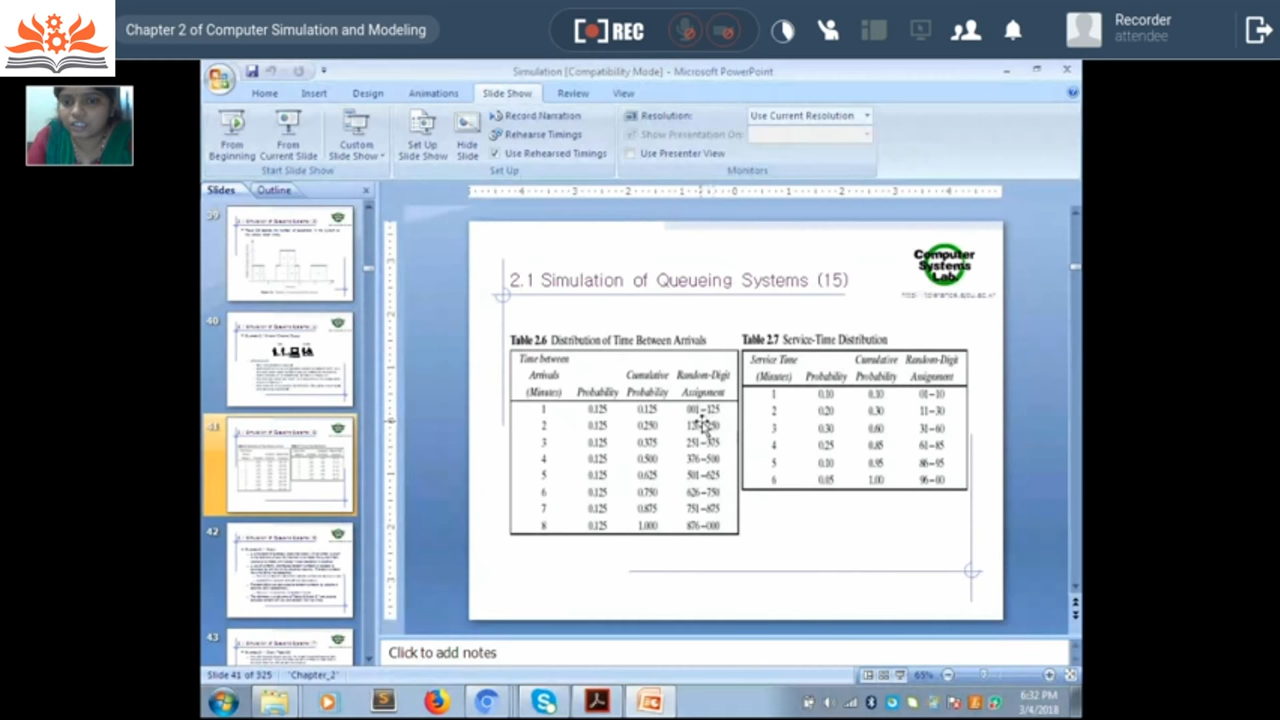 Chapter 2 of Computer Simulation and Modeling
REC
Recorder
attendee
Simulation [Compatibility Mode] - Microsoft PowerPoint
Home Insert Design Animations Slide Show Review View
From Beginning
From Current Slide
Custom Slide Show
Start Slide Show
Set Up Slide Show
Hide Slide
Record Narration
Rehearse Timings
Use Rehearsed Timings
Set Up
Resolution: Use Current Resolution
Show Presentation On:
Use Presenter View
Monitors
Slides Outline
39
40
41
42
43
2.1 Simulation of Queueing Systems (15)
Computer
Systems
Lab
Table 2.6 Distribution of Time Between Arrivals
Time between
Arrivals Cumulative Random-Digit
(Minutes) Probability Probability Assignment
1 0.125 0.125 001–125
2 0.125 0.250
3 0.125 0.375 251–375
4 0.125 0.500 376–500
5 0.125 0.625 501–625
6 0.125 0.750 626–750
7 0.125 0.875 751–875
8 0.125 1.000 876–000
Table 2.7 Service-Time Distribution
Service Time Cumulative Random-Digit
(Minutes) Probability Probability Assignment
1 0.10 0.10 01–10
2 0.20 0.30 11–30
3 0.30 0.60 31–60
4 0.25 0.85 61–85
5 0.10 0.95 86–95
6 0.05 1.00 96–00
Click to add notes
Slide 41 of 325 "Chapter_2" 65%
6:32 PM
3/4/2018